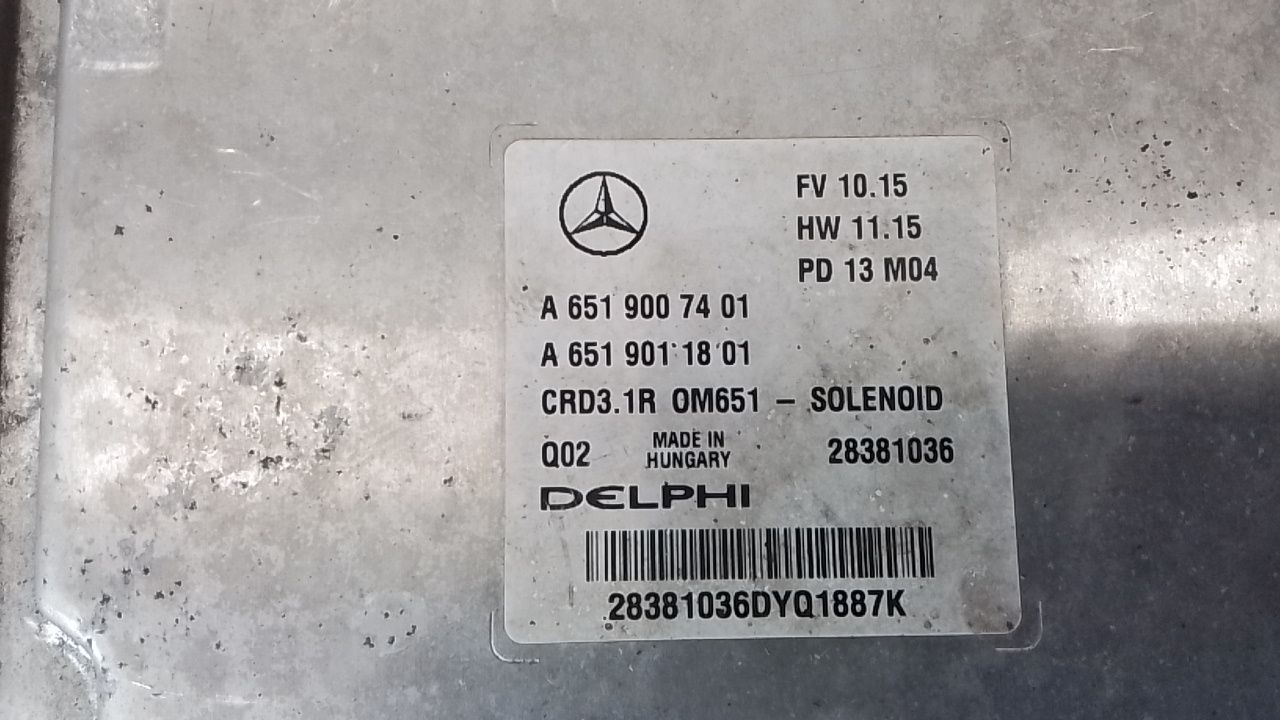 FV 10.15
HW 11.15
PD 13 M04
A 651 900 74 01
A 651 901 18 01
CRD3.1R OM651 – SOLENOID
Q02 MADE IN HUNGARY 28381036
DELPHI
28381036DYQ1887K